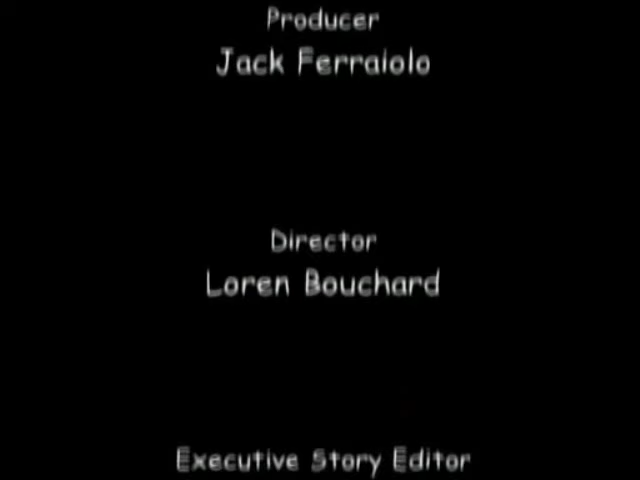 Producer
Jack Ferraiolo
Director
Loren Bouchard
Executive Story Editor